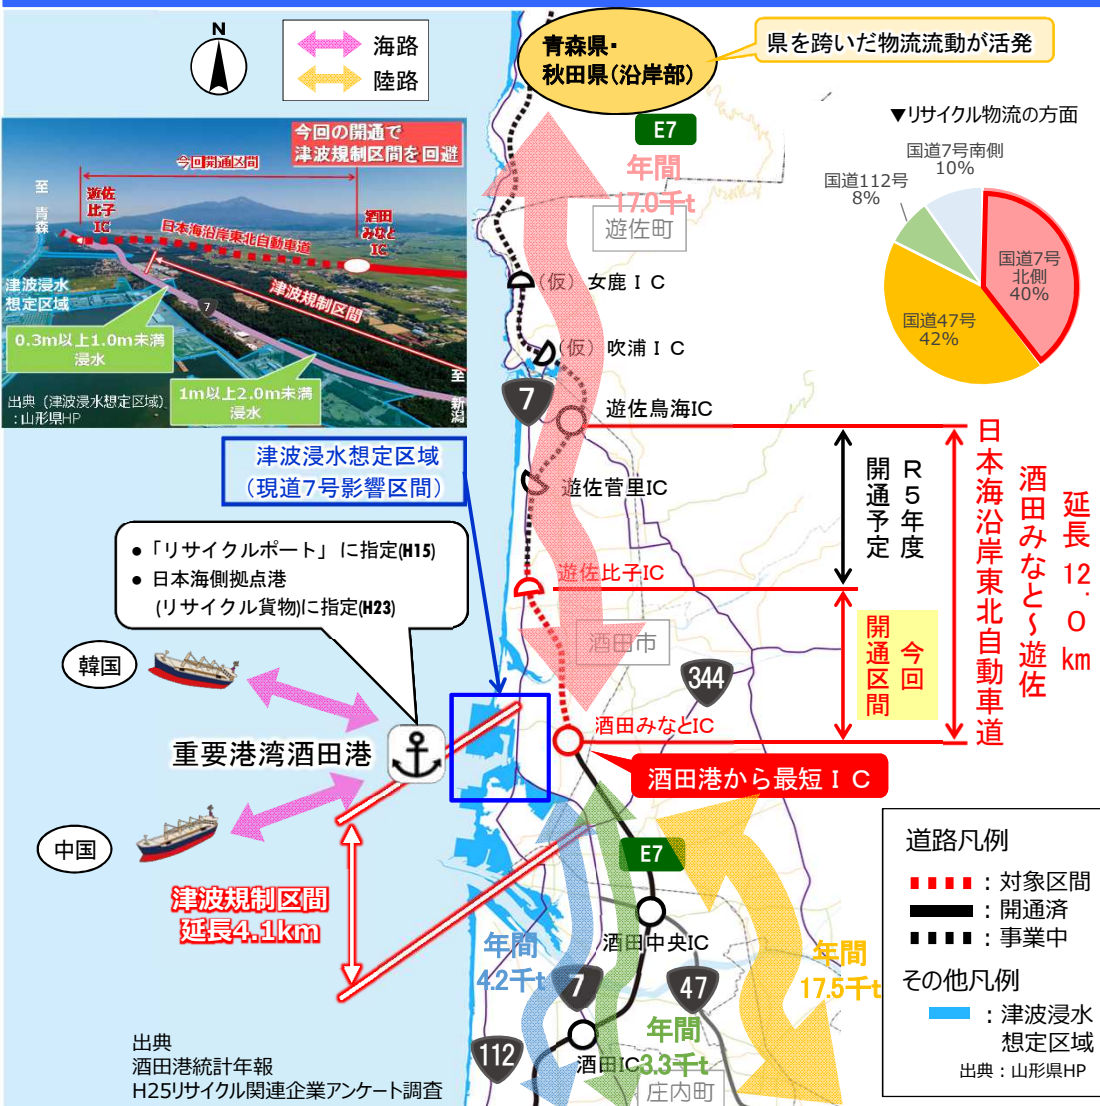 N
海路
陸路
青森県・
秋田県(沿岸部)
県を跨いだ物流流動が活発
E7
年間
17.0千t
遊佐町
▼リサイクル物流の方面
国道7号南側
10%
国道112号
8%
国道7号
北側
40%
国道47号
42%
今回の開通で
津波規制区間を回避
今回開通区間
至 青森
遊佐
比子
IC
酒田
みなと
IC
日本海沿岸東北自動車道
津波浸水
想定区域
津波規制区間
7
0.3m以上1.0m未満
浸水
1m以上2.0m未満
浸水
至 新潟
出典(津波浸水想定区域)
:山形県HP
(仮)女鹿IC
(仮)吹浦IC
7
遊佐鳥海IC
遊佐菅里IC
遊佐比子IC
酒田市
344
酒田みなとIC
酒田港から最短IC
R5年度
開通予定
今回
開通区間
日本海沿岸東北自動車道
酒田みなと~遊佐
延長12.0km
津波浸水想定区域
(現道7号影響区間)
●「リサイクルポート」に指定(H15)
●日本海側拠点港
(リサイクル貨物)に指定(H23)
韓国
重要港湾酒田港
中国
津波規制区間
延長4.1km
E7
酒田中央IC
年間
4.2千t
7
47
年間
17.5千t
年間
3.3千t
112
酒田IC
庄内町
出典
酒田港統計年報
H25リサイクル関連企業アンケート調査
道路凡例
:対象区間
:開通済
:事業中
その他凡例
:津波浸水
想定区域
出典:山形県HP